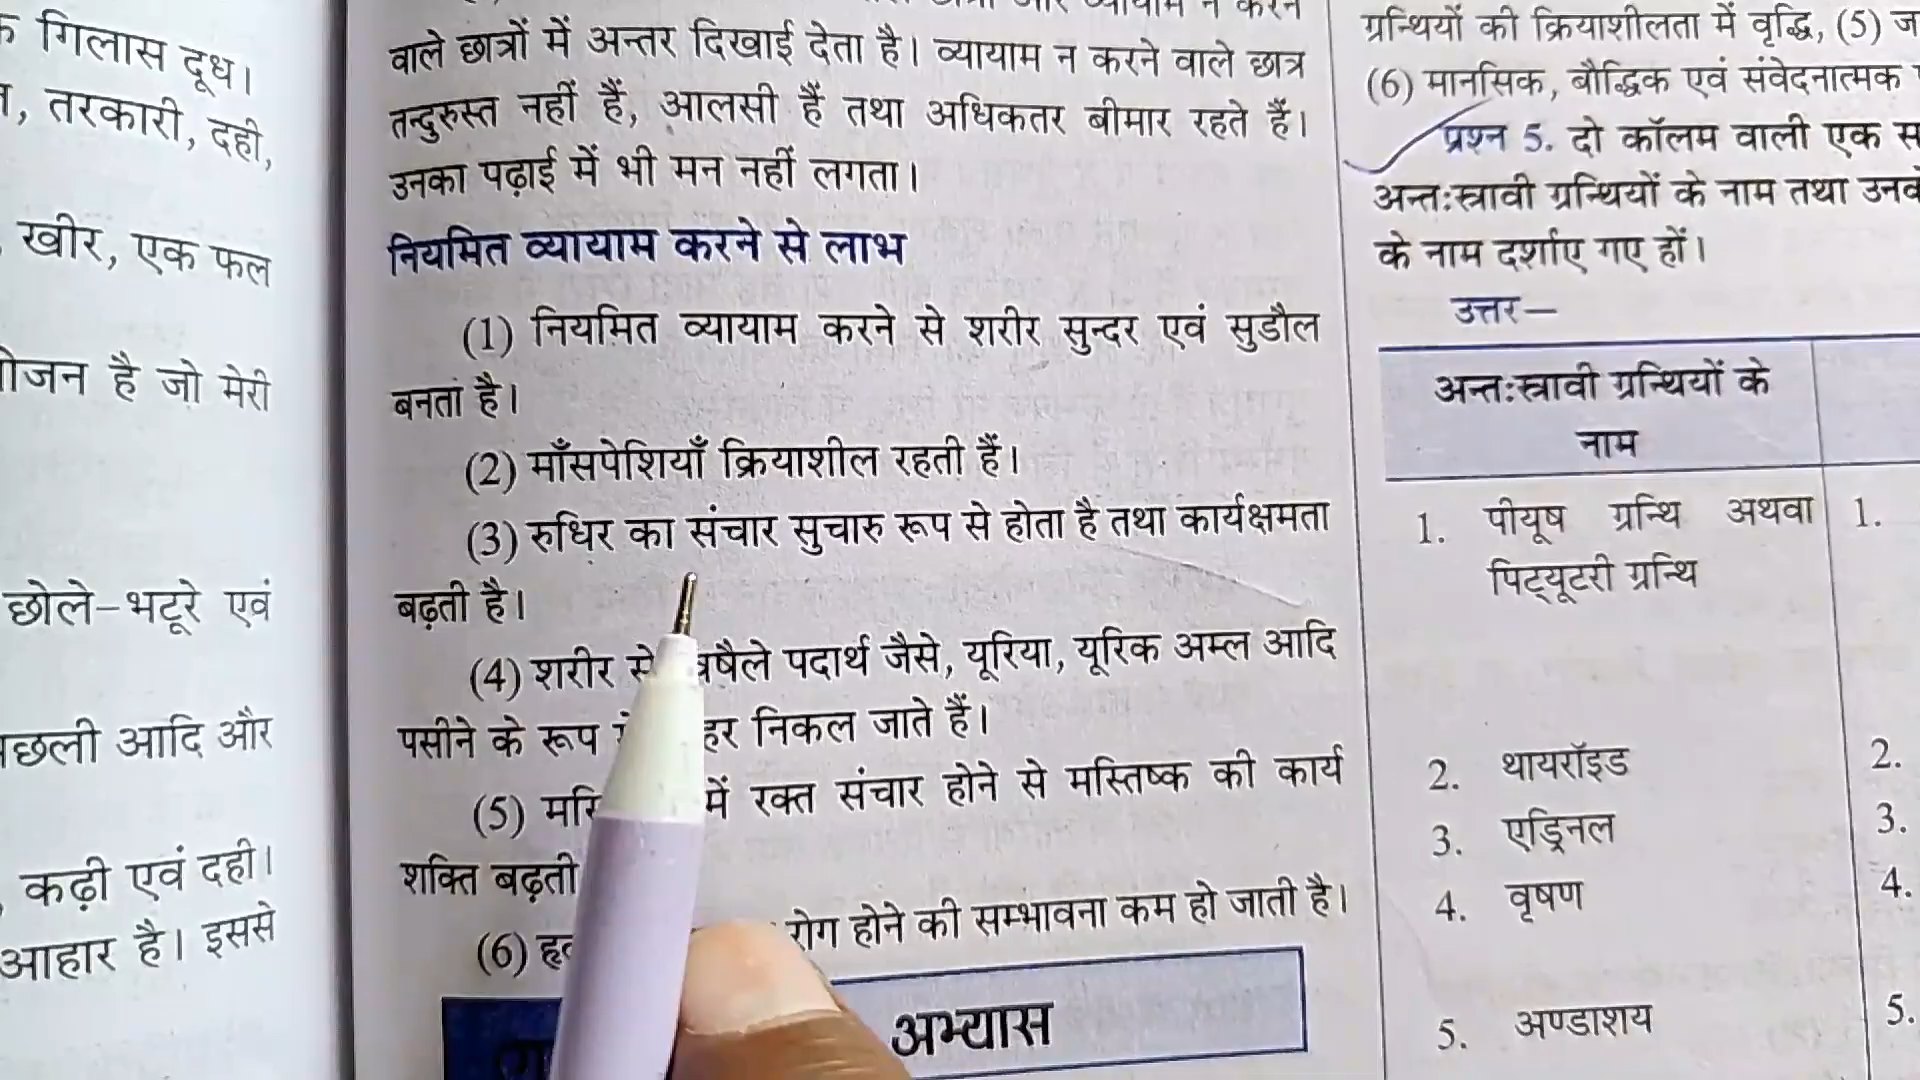 गिलास दूध।
तरकारी, दही,
खीर, एक फल
है जो मेरी
छोले-भटूरे एवं
आदि और
कढ़ी एवं दही।
आहार है। इससे
वाले छात्रों में अन्तर दिखाई देता है। व्यायाम न करने वाले छात्र
तन्दुरुस्त नहीं हैं, आलसी हैं तथा अधिकतर बीमार रहते हैं।
उनका पढ़ाई में भी मन नहीं लगता।
नियमित व्यायाम करने से लाभ
(1) नियमित व्यायाम करने से शरीर सुन्दर एवं सुडौल
बनता है।
(2) माँसपेशियाँ क्रियाशील रहती हैं।
(3) रुधिर का संचार सुचारु रूप से होता है तथा कार्यक्षमता
बढ़ती है।
(4) शरीर से पदार्थ जैसे, यूरिया, यूरिक अम्ल आदि
पसीने के रूप निकल जाते हैं।
(5) में रक्त संचार होने से मस्तिष्क की कार्य
शक्ति बढ़ती
(6) रोग होने की सम्भावना कम हो जाती है।
अभ्यास
ग्रन्थियों की क्रियाशीलता में वृद्धि, (5)
(6) मानसिक, बौद्धिक एवं संवेदनात्मक
प्रश्न 5. दो कॉलम वाली एक
अन्तःस्त्रावी ग्रन्थियों के नाम तथा
के नाम दर्शाए गए हों।
उत्तर—
अन्तःस्त्रावी ग्रन्थियों के
नाम
1. पीयूष ग्रन्थि अथवा 1.
पिट्यूटरी ग्रन्थि
2. थायरॉइड 2.
3. एड्रिनल 3.
4. वृषण 4.
5. अण्डाशय 5.